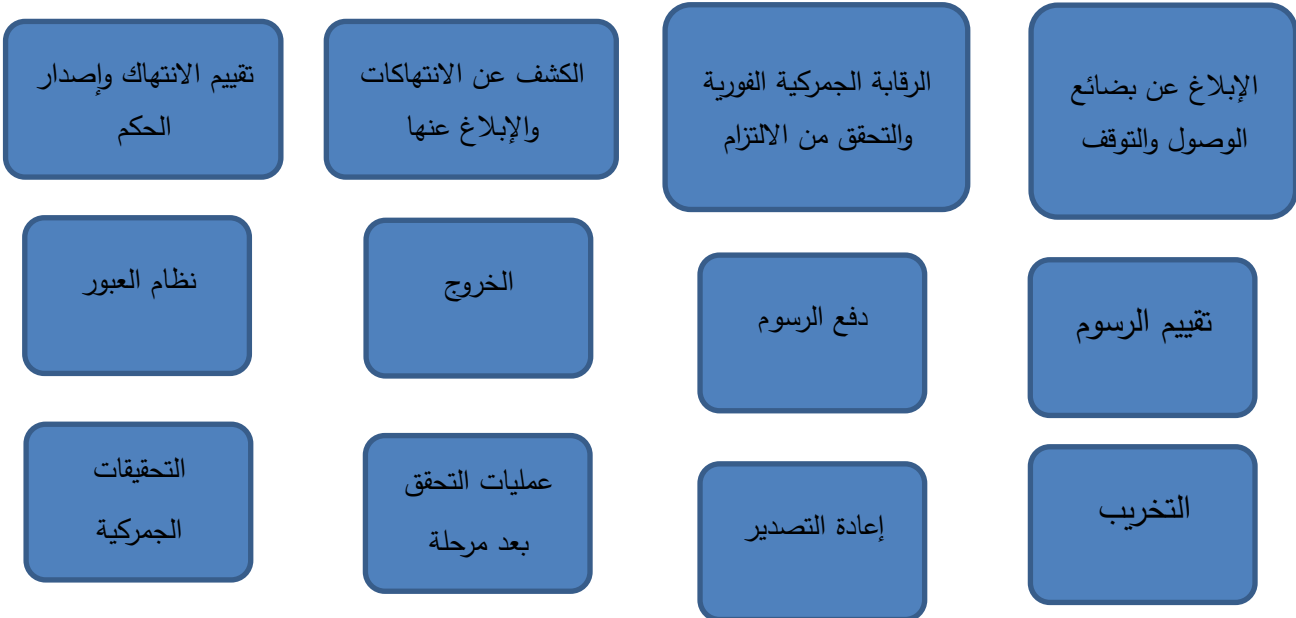 الإبلاغ عن بضائع
الوصول والتوقف
الرقابة الجمركية الفورية
والتحقق من الالتزام
الكشف عن الانتهاكات
والإبلاغ عنها
تقييم الانتهاك وإصدار
الحكم
تقييم الرسوم
دفع الرسوم
الخروج
نظام العبور
التخريب
إعادة التصدير
عمليات التحقق
بعد مرحلة
التحقيقات
الجمركية